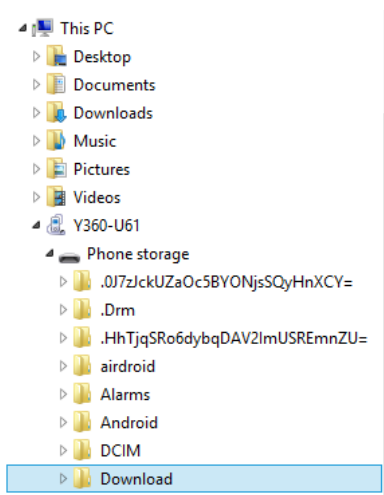 This PC
Desktop
Documents
Downloads
Music
Pictures
Videos
Y360-U61
Phone storage
.0J7zJckUZaOc5BYONjsSQyHnXCY=
.Drm
.HhTjqSRo6dybqDAV2lmUSREmnZU=
airdroid
Alarms
Android
DCIM
Download